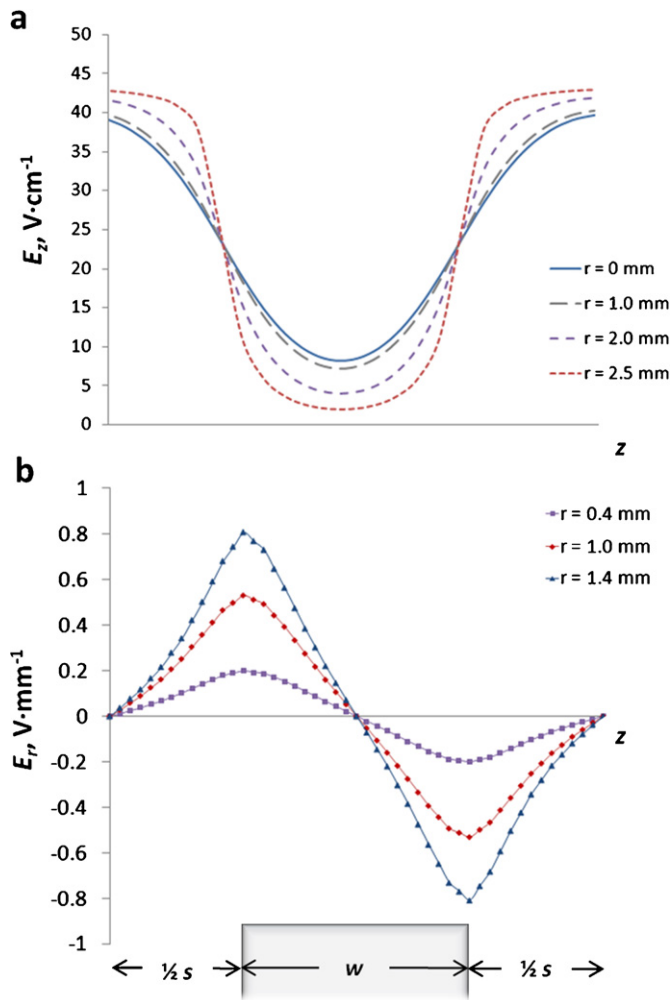 a
50
45
40
35
30
25
20
15
10
5
0
E_z, V·cm⁻¹
r = 0 mm
r = 1.0 mm
r = 2.0 mm
r = 2.5 mm
z
b
1
0.8
0.6
0.4
0.2
0
-0.2
-0.4
-0.6
-0.8
-1
E_r, V·mm⁻¹
r = 0.4 mm
r = 1.0 mm
r = 1.4 mm
z
½ s
w
½ s